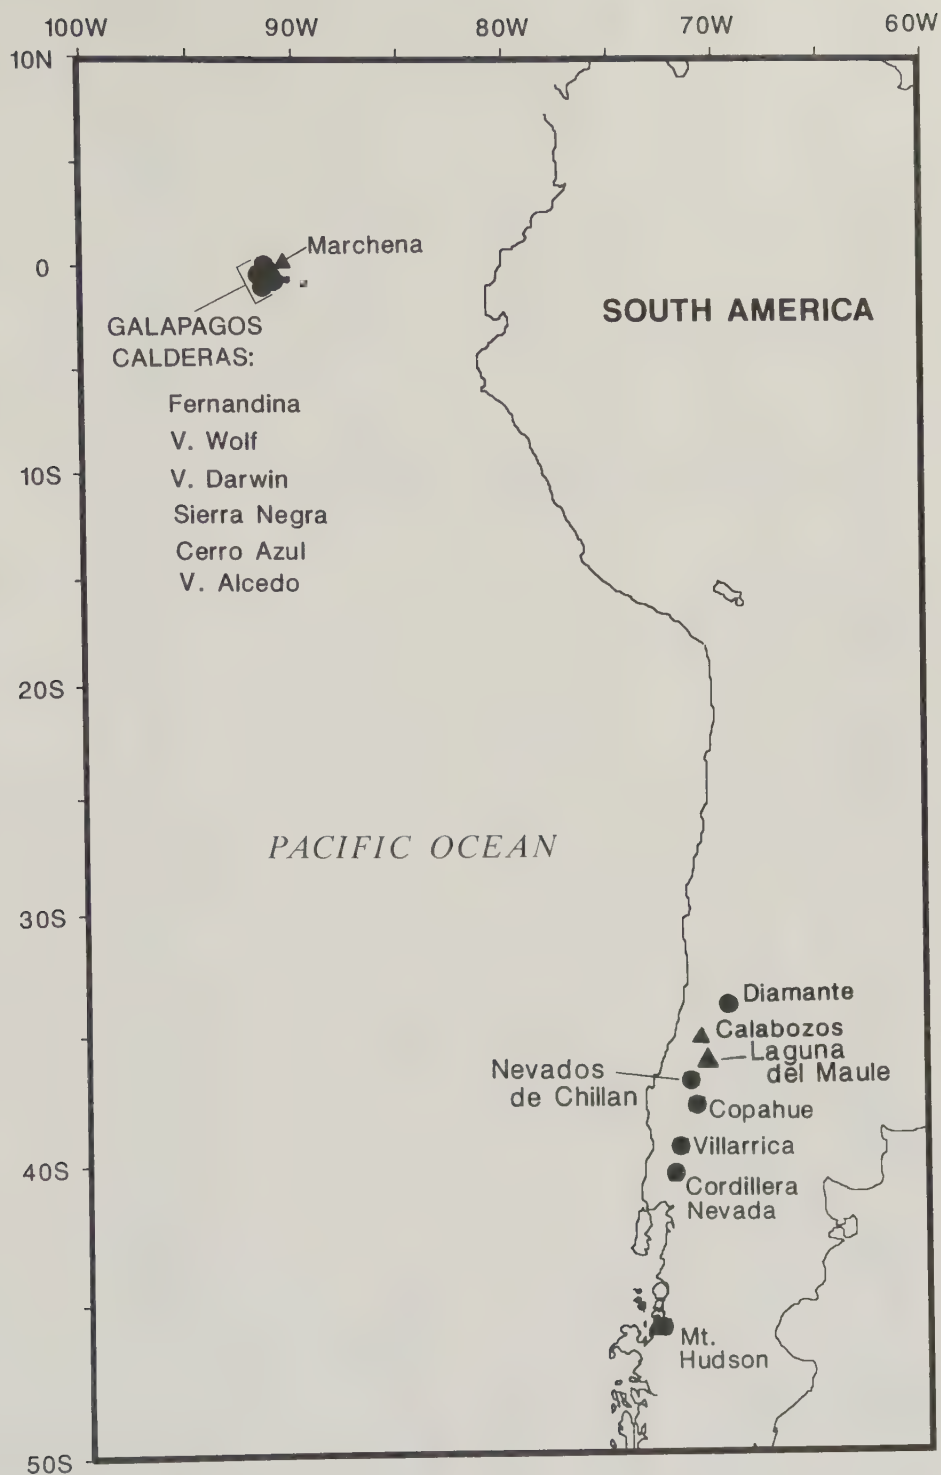 100W 90W 80W 70W 60W
10N
Marchena
0
SOUTH AMERICA
GALAPAGOS
CALDERAS:
Fernandina
V. Wolf
10S
V. Darwin
Sierra Negra
Cerro Azul
V. Alcedo
20S
PACIFIC OCEAN
30S
Diamante
Calabozos
Laguna
del Maule
Nevados
de Chillan
Copahue
Villarrica
40S
Cordillera
Nevada
Mt.
Hudson
50S